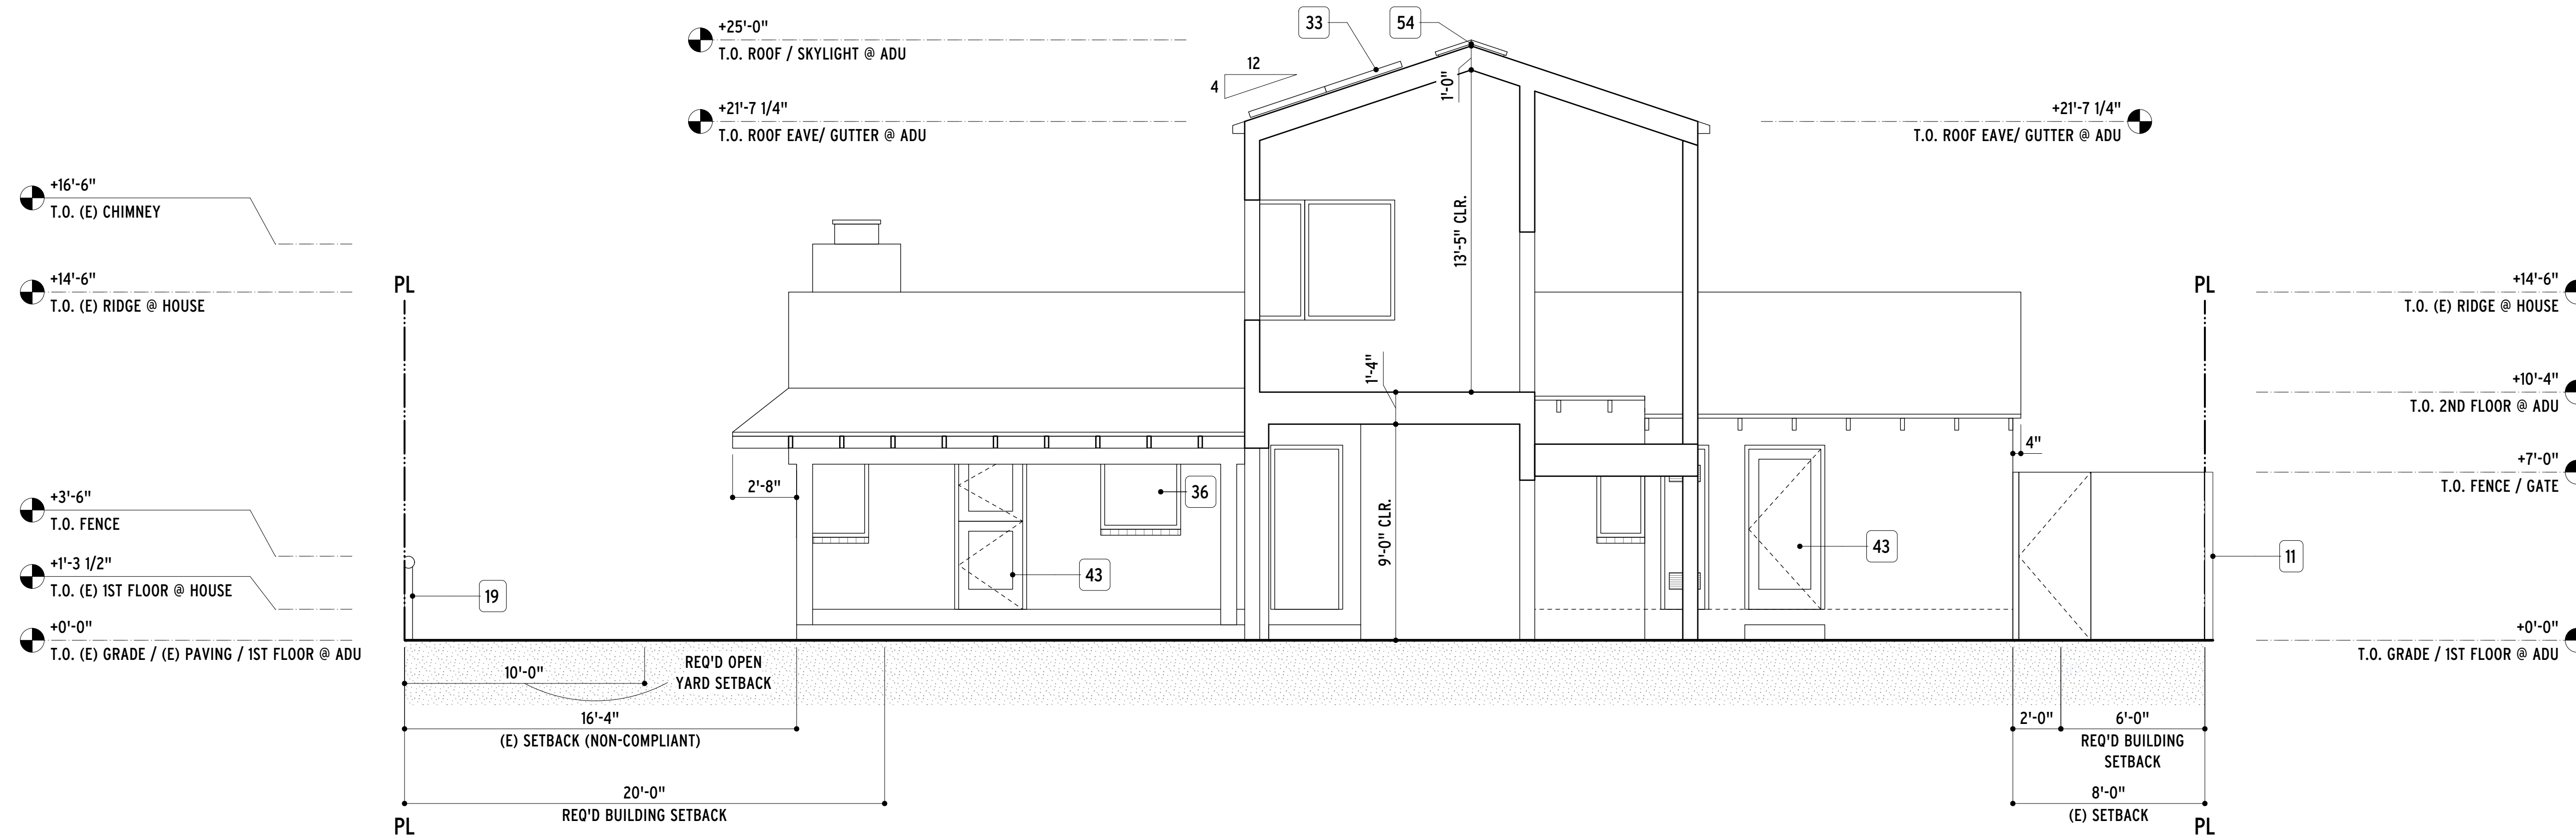 33
54
+25'-0"
T.O. ROOF / SKYLIGHT @ ADU
12
4
1'-0"
+21'-7 1/4"
T.O. ROOF EAVE/ GUTTER @ ADU
+21'-7 1/4"
T.O. ROOF EAVE/ GUTTER @ ADU
+16'-6"
T.O. (E) CHIMNEY
13'-5" CLR.
+14'-6"
T.O. (E) RIDGE @ HOUSE
PL
PL
+14'-6"
T.O. (E) RIDGE @ HOUSE
1'-4"
+10'-4"
T.O. 2ND FLOOR @ ADU
4"
+7'-0"
T.O. FENCE / GATE
2'-8"
36
+3'-6"
T.O. FENCE
9'-0" CLR.
43
43
11
+1'-3 1/2"
T.O. (E) 1ST FLOOR @ HOUSE
19
+0'-0"
T.O. (E) GRADE / (E) PAVING / 1ST FLOOR @ ADU
+0'-0"
T.O. GRADE / 1ST FLOOR @ ADU
10'-0"
REQ'D OPEN
YARD SETBACK
16'-4"
(E) SETBACK (NON-COMPLIANT)
2'-0"
6'-0"
REQ'D BUILDING
SETBACK
20'-0"
REQ'D BUILDING SETBACK
8'-0"
(E) SETBACK
PL
PL